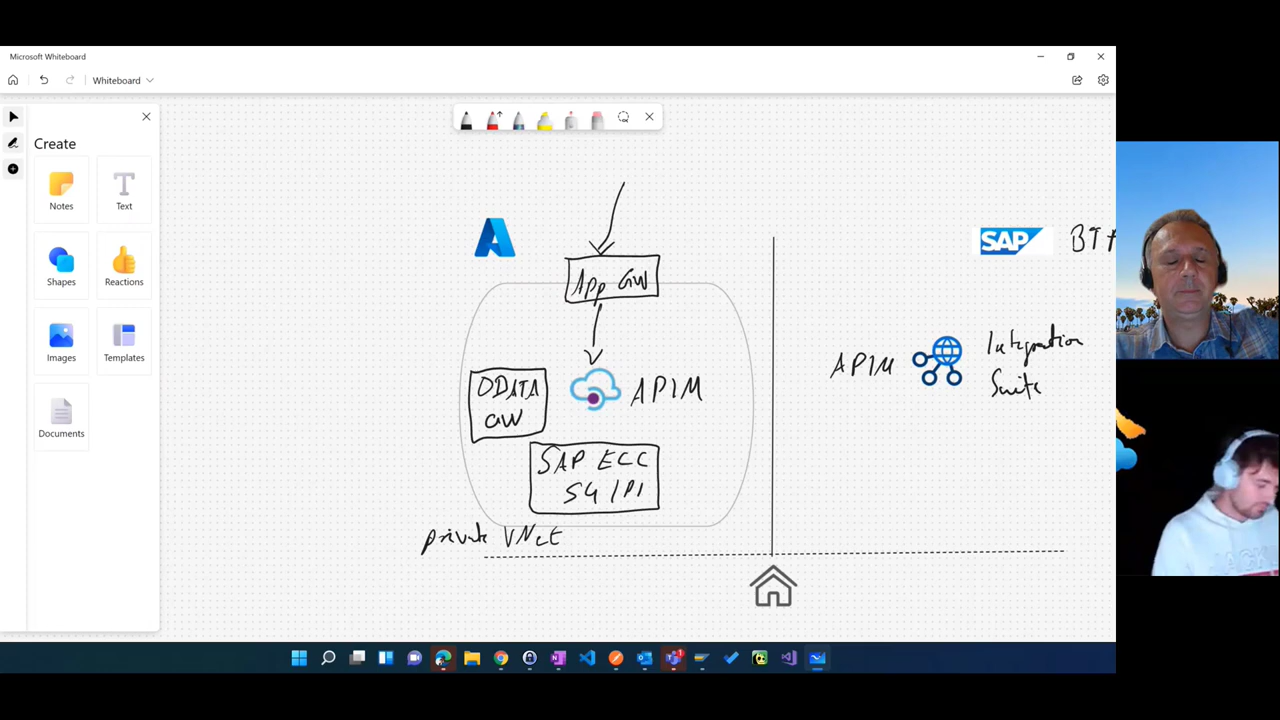 Microsoft Whiteboard
Whiteboard
Create
Notes
Text
Shapes
Reactions
Images
Templates
Documents
App GW
ODATA
GW
APIM
SAP ECC
S4 / PI
private VNET
SAP
APIM
Integration
Suite
1